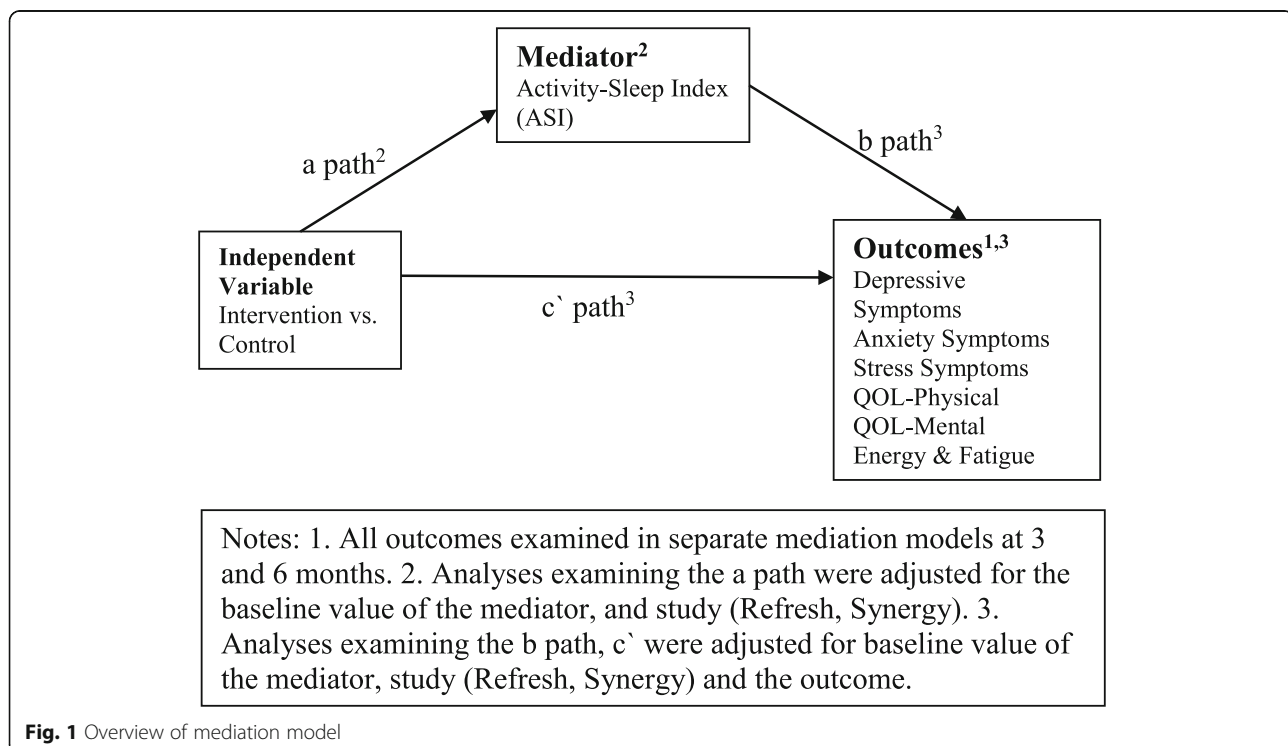 Mediator²
Activity-Sleep Index
(ASI)
a path²
b path³
Independent
Variable
Intervention vs.
Control
c` path³
Outcomes¹,³
Depressive
Symptoms
Anxiety Symptoms
Stress Symptoms
QOL-Physical
QOL-Mental
Energy & Fatigue
Notes: 1. All outcomes examined in separate mediation models at 3
and 6 months. 2. Analyses examining the a path were adjusted for the
baseline value of the mediator, and study (Refresh, Synergy). 3.
Analyses examining the b path, c` were adjusted for baseline value of
the mediator, study (Refresh, Synergy) and the outcome.
Fig. 1 Overview of mediation model